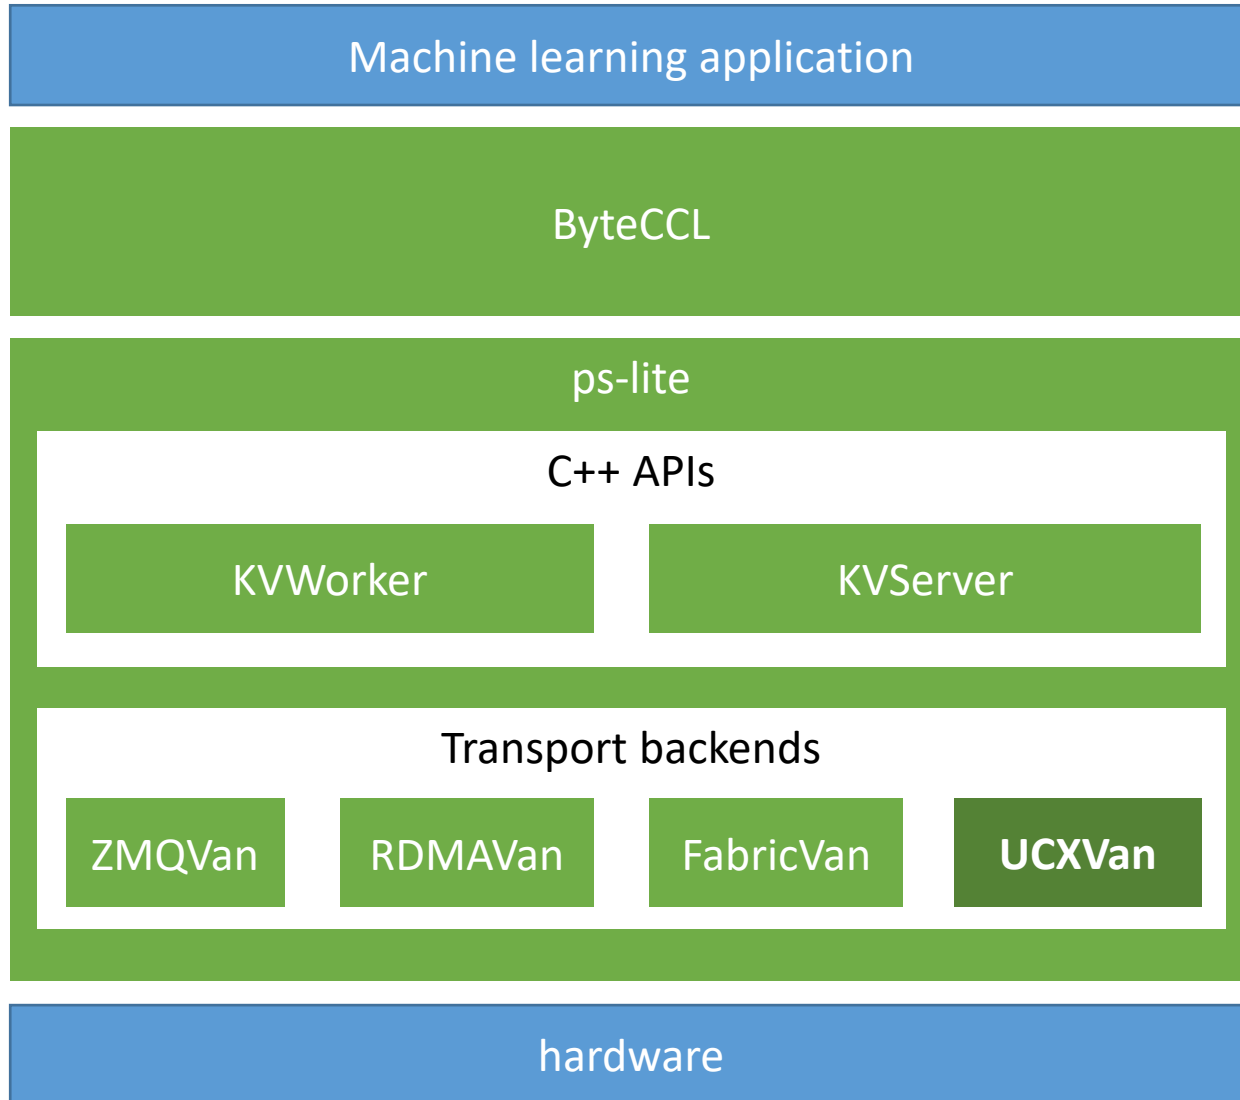 Machine learning application
ByteCCL
ps-lite
C++ APIs
KVWorker
KVServer
Transport backends
ZMQVan
RDMAVan
FabricVan
UCXVan
hardware